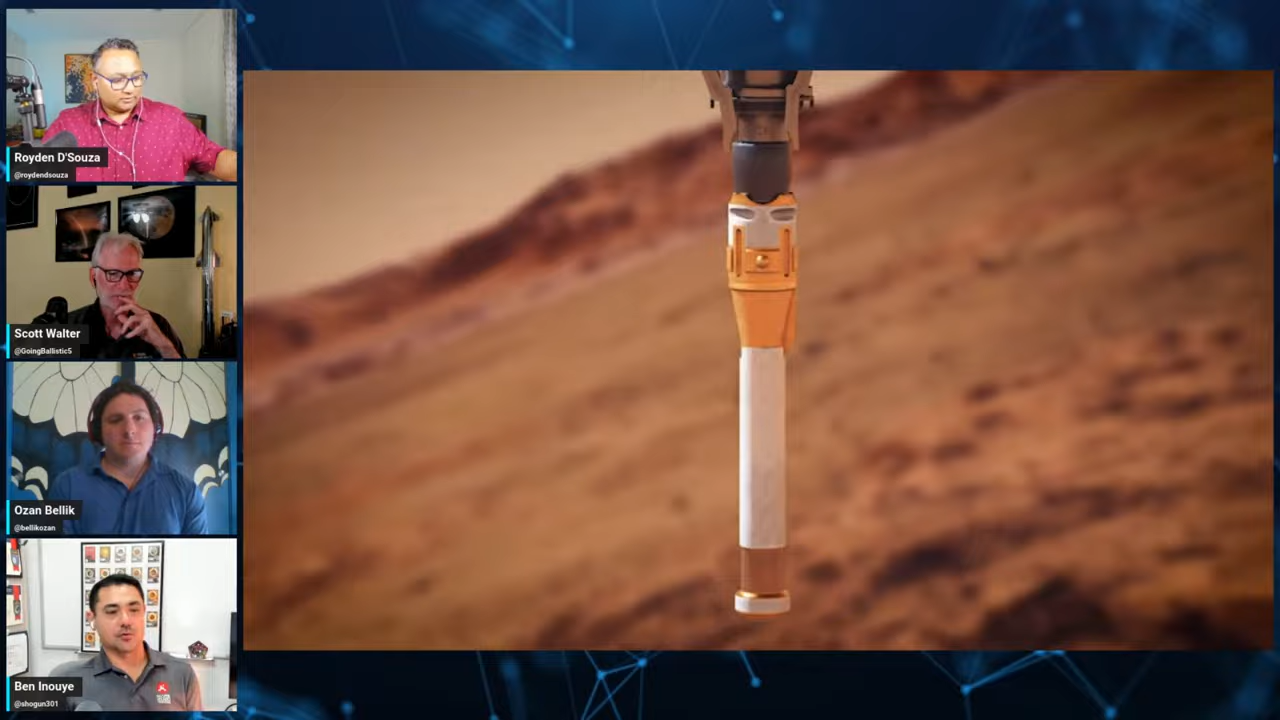 Royden D'Souza
@roydendsouza
Scott Walter
@GoingBallistic5
Ozan Bellik
@bellikozan
Ben Inouye
@shogun301